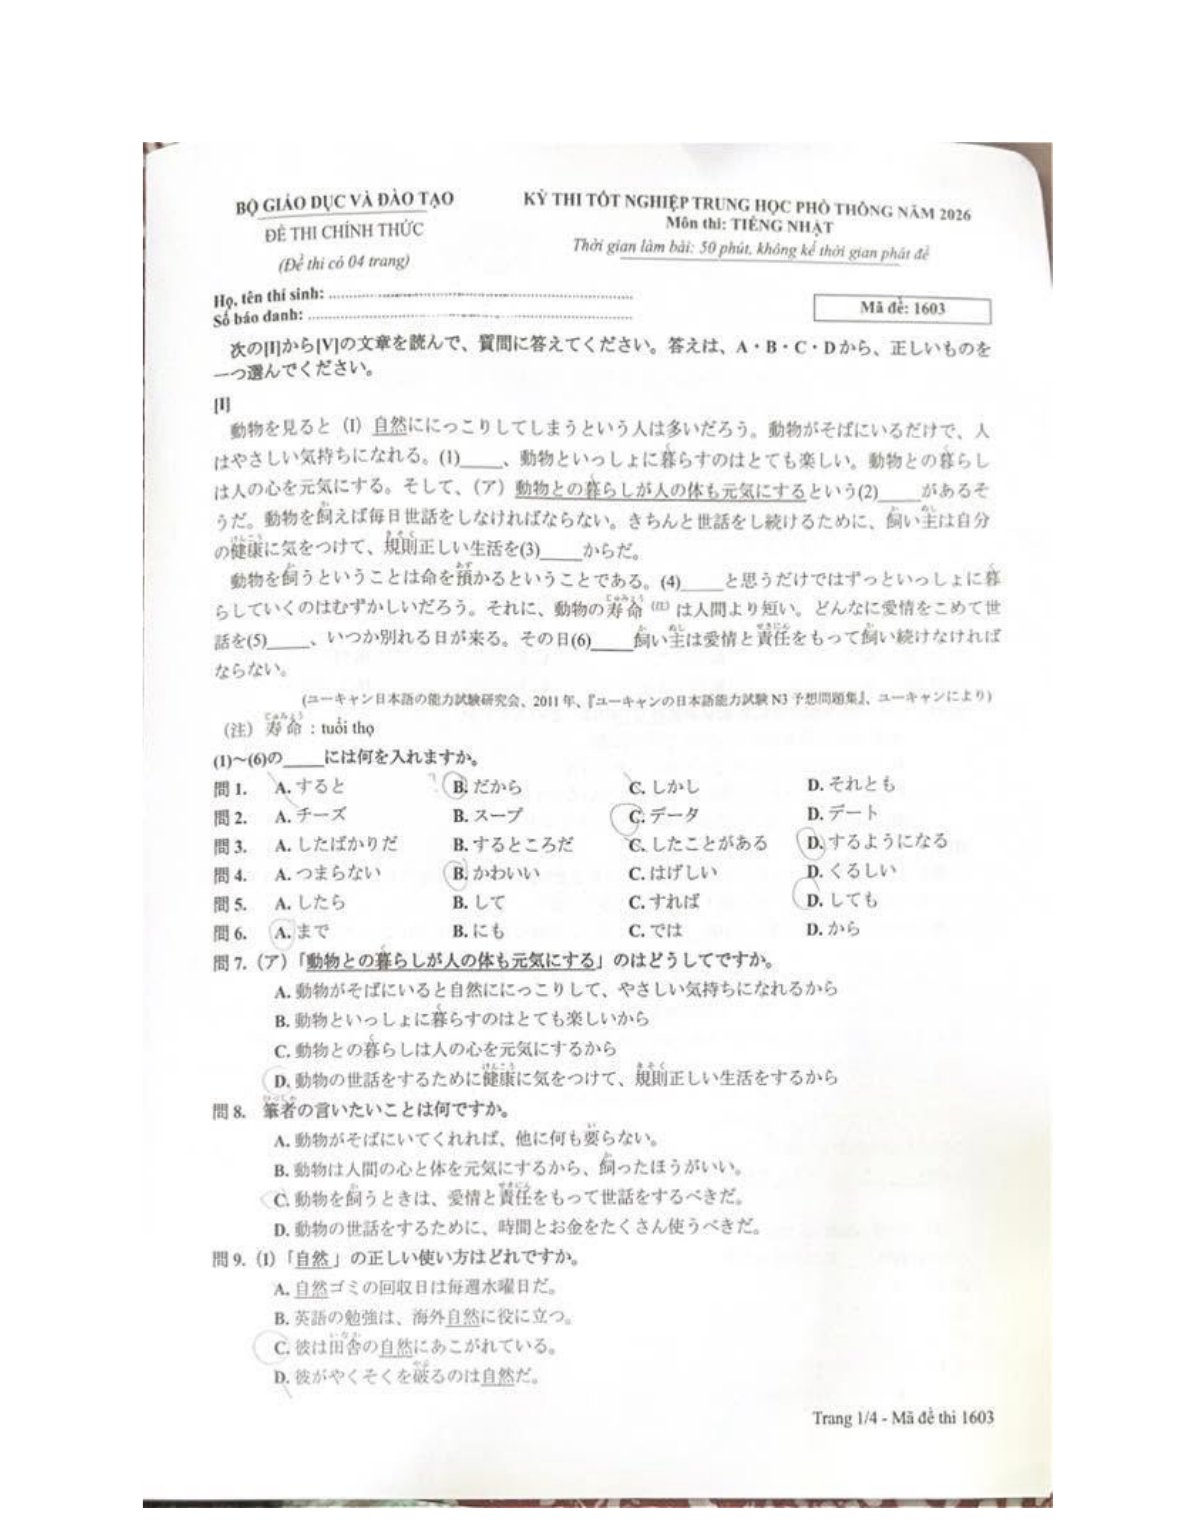 BỘ GIÁO DỤC VÀ ĐÀO TẠO
ĐỀ THI CHÍNH THỨC
(Đề thi có 04 trang)
KỲ THI TỐT NGHIỆP TRUNG HỌC PHỔ THÔNG NĂM 2026
Môn thi: TIẾNG NHẬT
Thời gian làm bài: 50 phút, không kể thời gian phát đề
Họ, tên thí sinh: ..........
Số báo danh: ..........
Mã đề: 1603
次の[I]から[V]の文章を読んで、質問に答えてください。答えは、A・B・C・Dから、正しいものを
一つ選んでください。
[I]
動物を見ると（I）自然ににっこりしてしまうという人は多いだろう。動物がそばにいるだけで、人
はやさしい気持ちになれる。(1)____、動物といっしょに暮らすのはとても楽しい。動物との暮らし
は人の心を元気にする。そして、（ア）動物との暮らしが人の体も元気にするという(2)____があるそ
うだ。動物を飼えば毎日世話をしなければならない。きちんと世話をし続けるために、飼い主は自分
の健康に気をつけて、規則正しい生活を(3)____からだ。
動物を飼うということは命を預かるということである。(4)____と思うだけではずっといっしょに暮
らしていくのはむずかしいだろう。それに、動物の寿命（注）は人間より短い。どんなに愛情をこめて世
話を(5)____、いつか別れる日が来る。その日(6)____飼い主は愛情と責任をもって飼い続けなければ
ならない。
(ユーキャン日本語の能力試験研究会、2011年、『ユーキャンの日本語能力試験N3予想問題集』、ユーキャンにより)
（注）寿命 : tuổi thọ
(1)～(6)の____には何を入れますか。
問1. A. すると B. だから C. しかし D. それとも
問2. A. チーズ B. スープ C. データ D. デート
問3. A. したばかりだ B. するところだ C. したことがある D. するようになる
問4. A. つまらない B. かわいい C. はげしい D. くるしい
問5. A. したら B. して C. すれば D. しても
問6. A. まで B. にも C. では D. から
問7.（ア）「動物との暮らしが人の体も元気にする」のはどうしてですか。
A. 動物がそばにいると自然ににっこりして、やさしい気持ちになれるから
B. 動物といっしょに暮らすのはとても楽しいから
C. 動物との暮らしは人の心を元気にするから
D. 動物の世話をするために健康に気をつけて、規則正しい生活をするから
問8. 筆者の言いたいことは何ですか。
A. 動物がそばにいてくれれば、他に何も要らない。
B. 動物は人間の心と体を元気にするから、飼ったほうがいい。
C. 動物を飼うときは、愛情と責任をもって世話をするべきだ。
D. 動物の世話をするために、時間とお金をたくさん使うべきだ。
問9.（I）「自然」の正しい使い方はどれですか。
A. 自然ゴミの回収日は毎週水曜日だ。
B. 英語の勉強は、海外自然に役に立つ。
C. 彼は田舎の自然にあこがれている。
D. 彼がやくそくを破るのは自然だ。
Trang 1/4 - Mã đề thi 1603